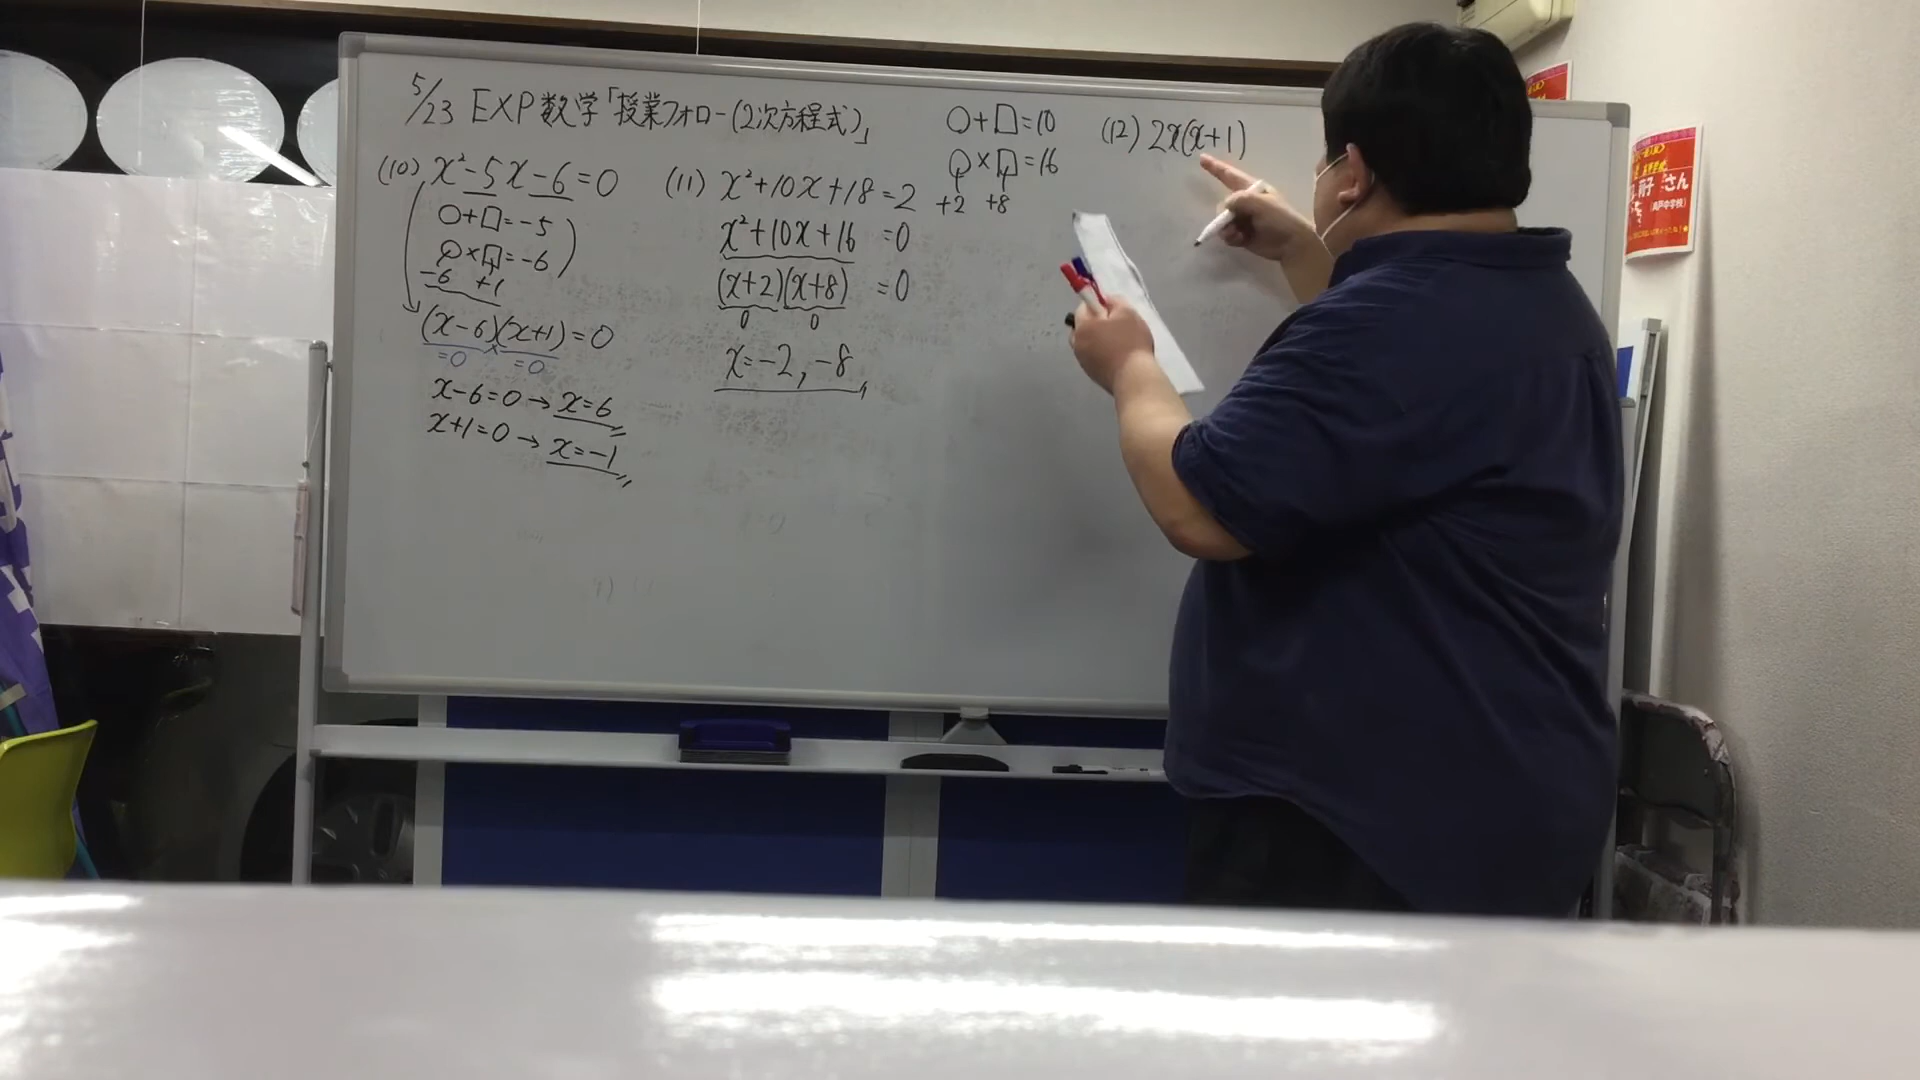 5/23 EXP数学「授業フォロー(2次方程式)」
(10) x²-5x-6=0
○+□=-5
○×□=-6
-6 +1
(x-6)(x+1)=0
=0 × =0
x-6=0→x=6
x+1=0→x=-1
(11) x²+10x+18=2
x²+10x+16 =0
(x+2)(x+8) =0
0 0
x=-2,-8
○+□=10
○×□=16
+2 +8
(12) 2x(x+1)
さん